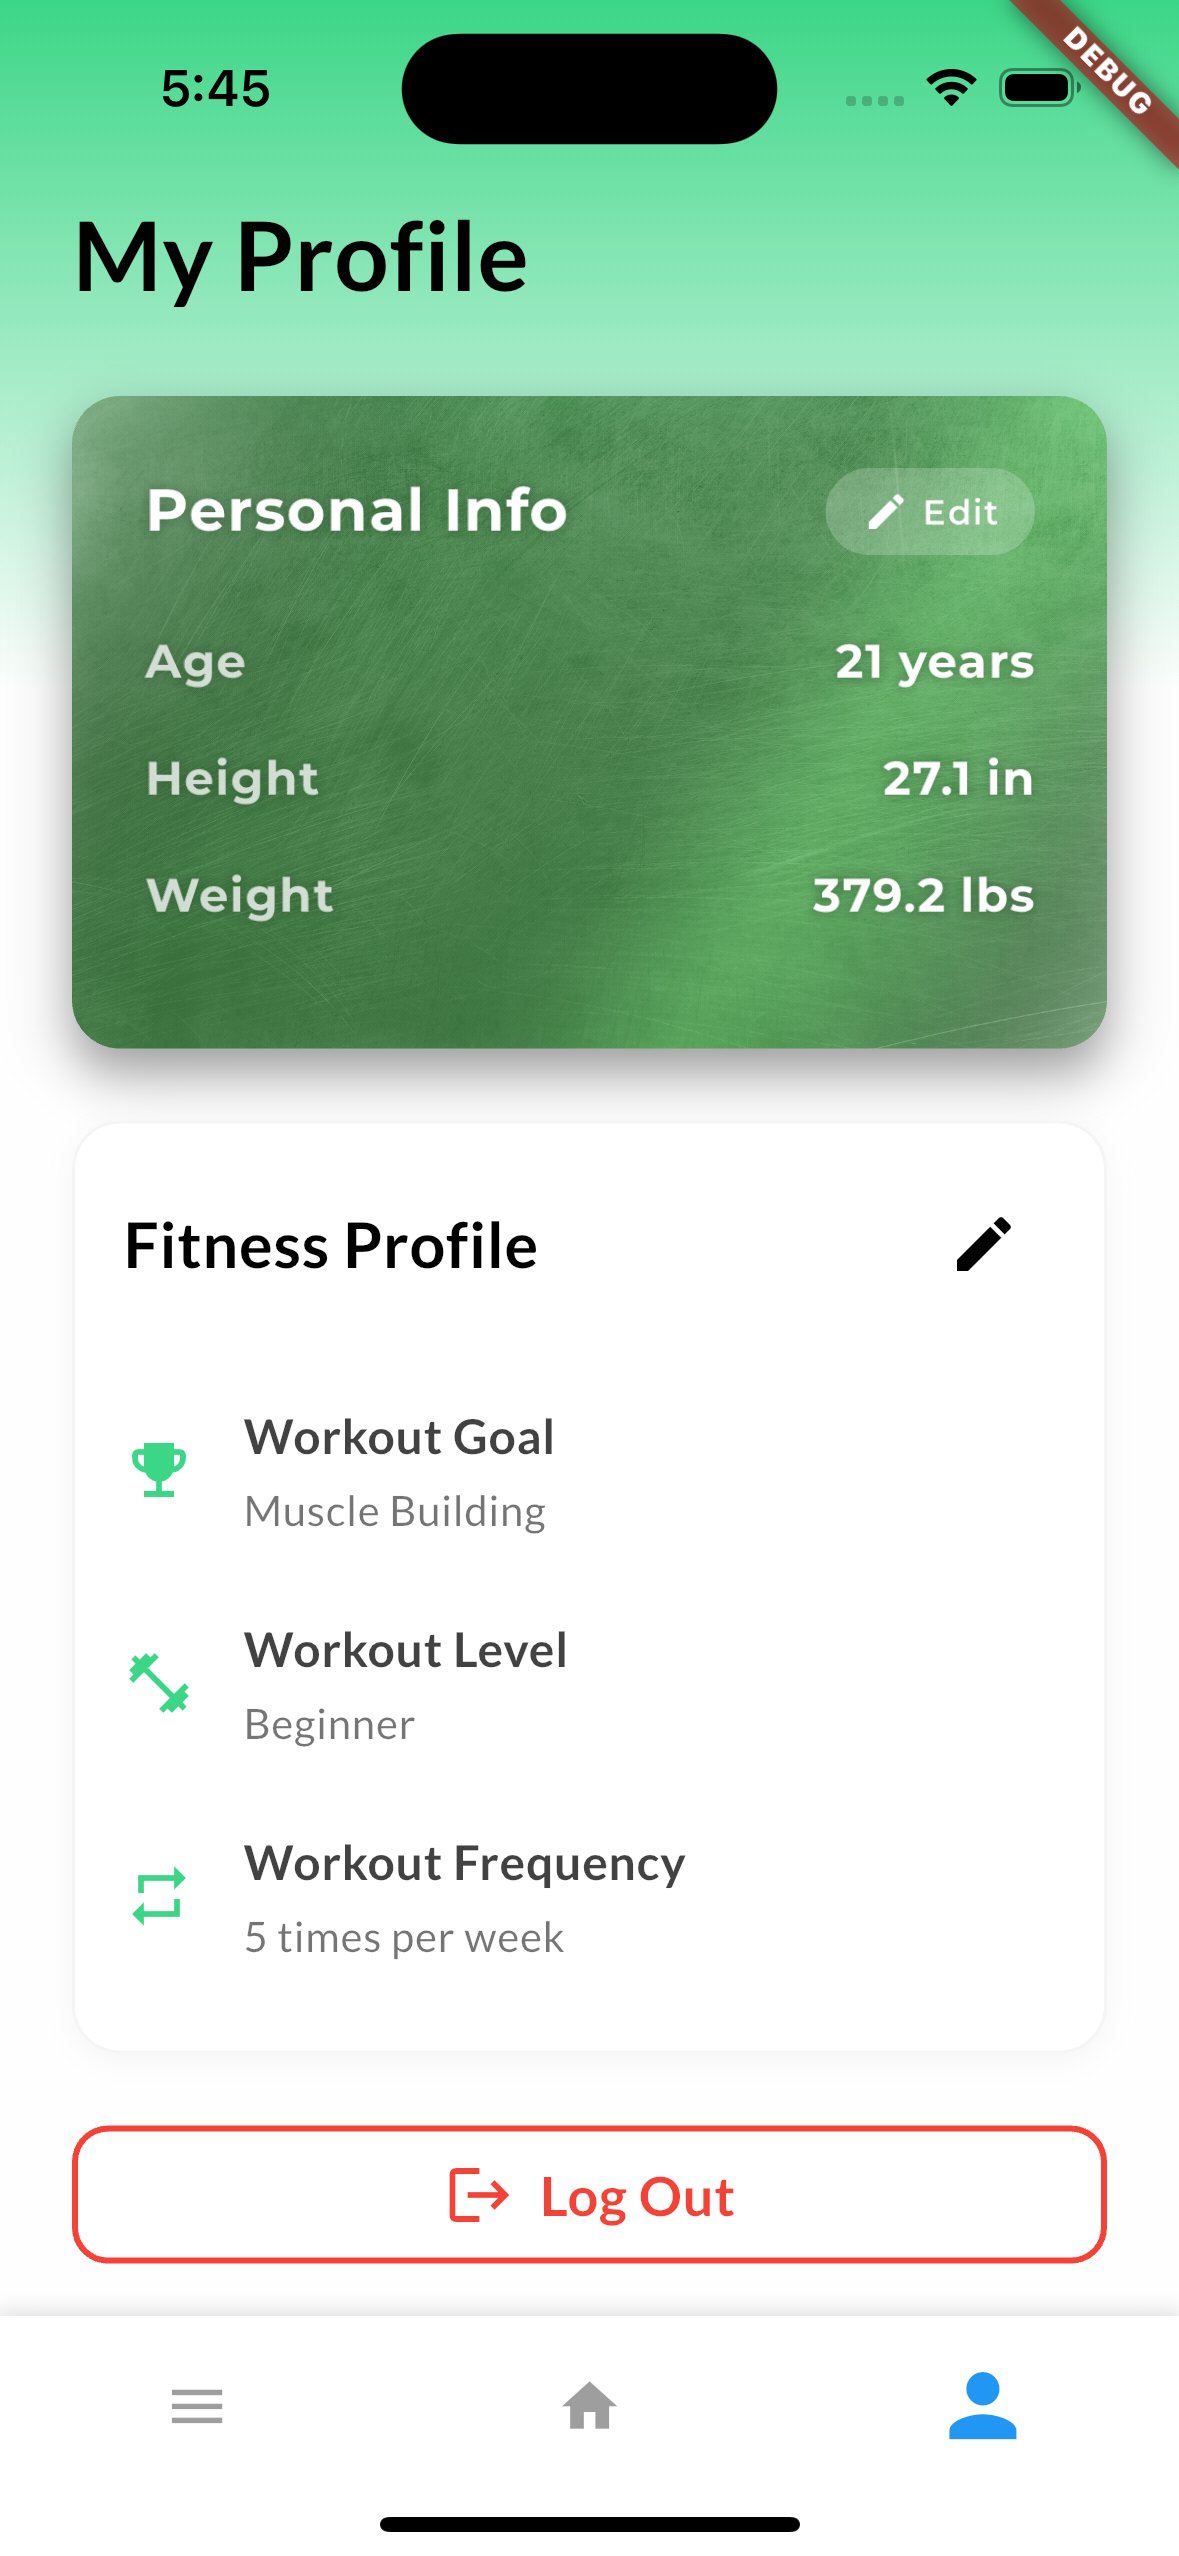 5:45
DEBUG
My Profile
Personal Info
Edit
Age
21 years
Height
27.1 in
Weight
379.2 lbs
Fitness Profile
Workout Goal
Muscle Building
Workout Level
Beginner
Workout Frequency
5 times per week
Log Out